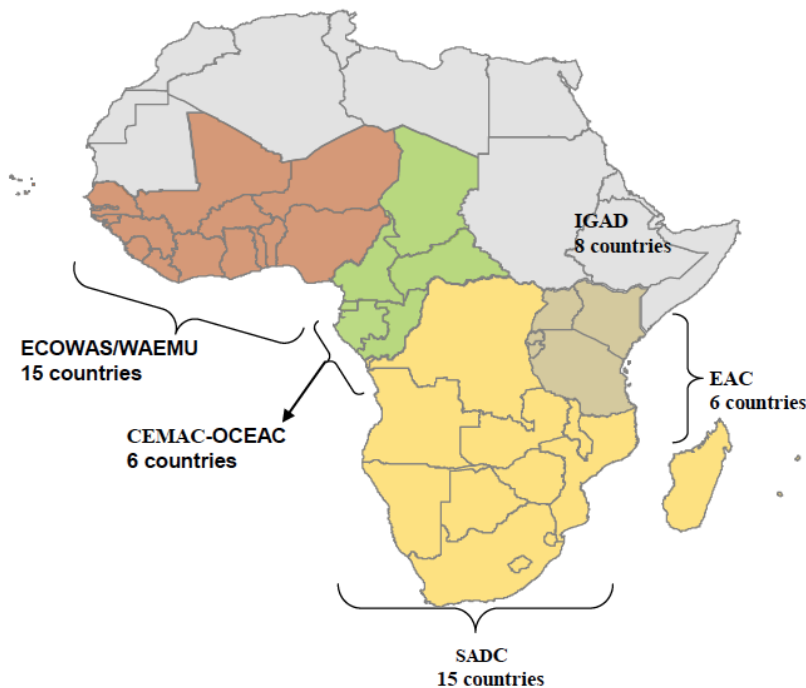 IGAD
8 countries
ECOWAS/WAEMU
15 countries
EAC
6 countries
CEMAC-OCEAC
6 countries
SADC
15 countries